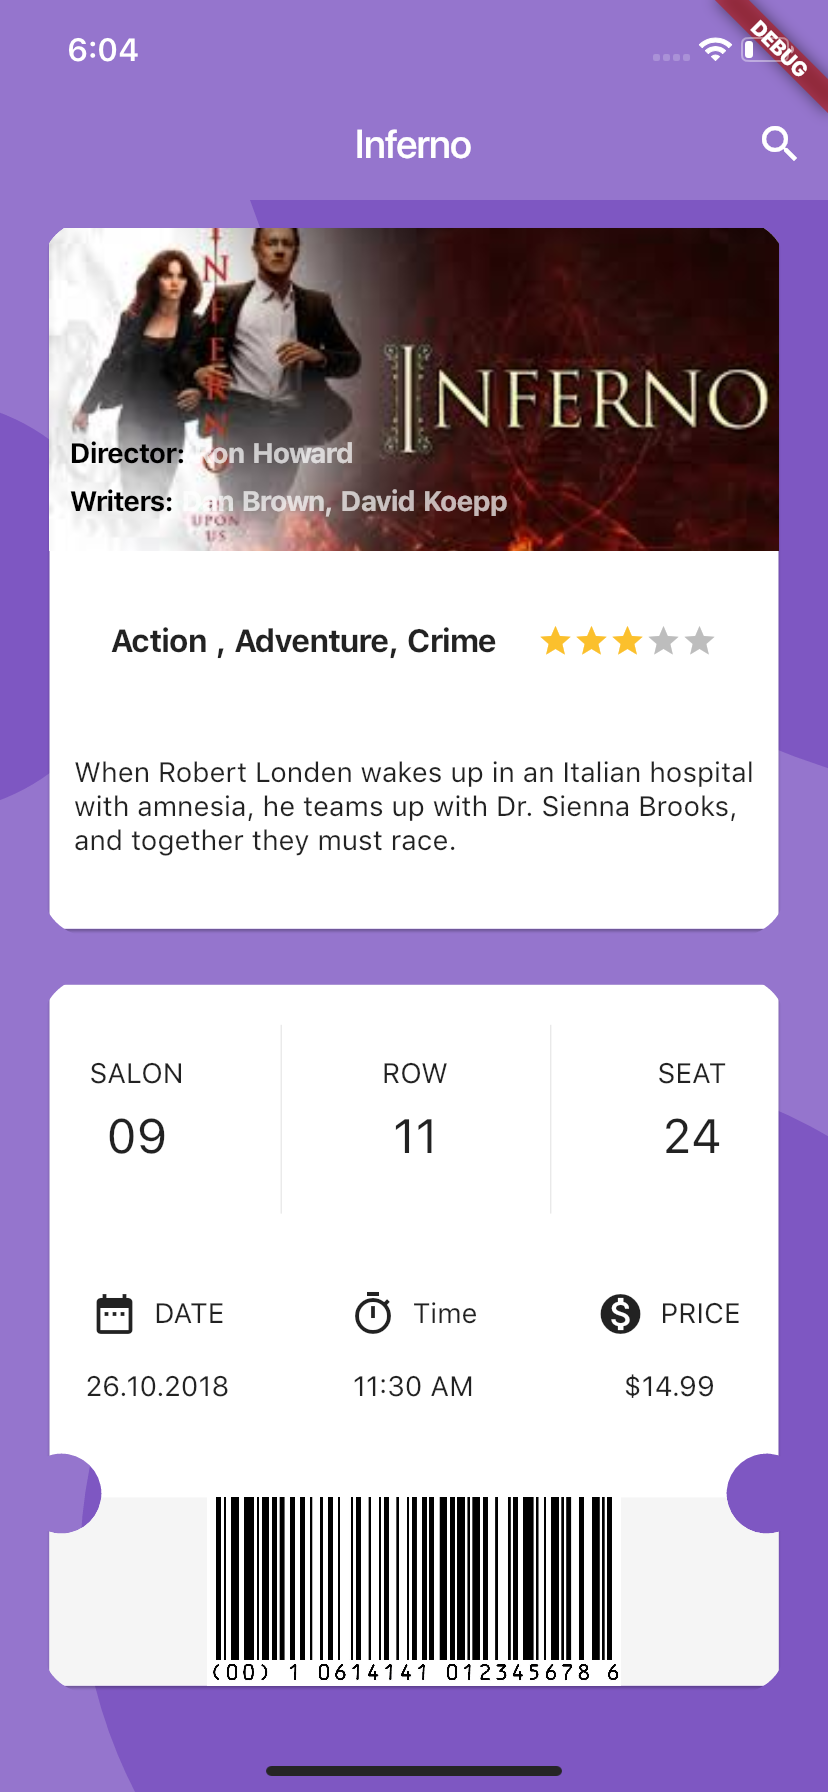 6:04
DEBUG
Inferno
INFERNO
INFERNO
Director: Ron Howard
Writers: Dan Brown, David Koepp
UPON
US
Action , Adventure, Crime
When Robert Londen wakes up in an Italian hospital
with amnesia, he teams up with Dr. Sienna Brooks,
and together they must race.
SALON ROW SEAT
09 11 24
DATE Time PRICE
26.10.2018 11:30 AM $14.99
(00) 1 0614141 012345678 6